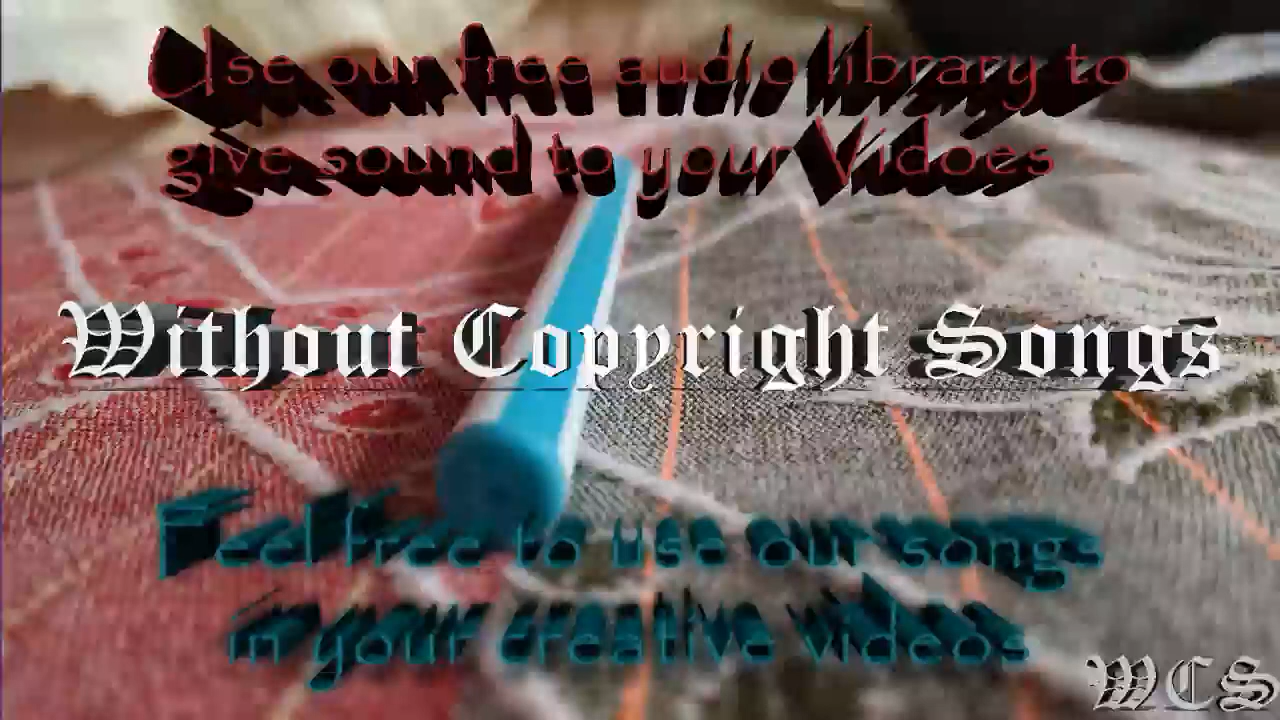 Use our free audio library to
give sound to your Vidoes
Without Copyright Songs
Feel free to use our songs
in your creative videos
WCS